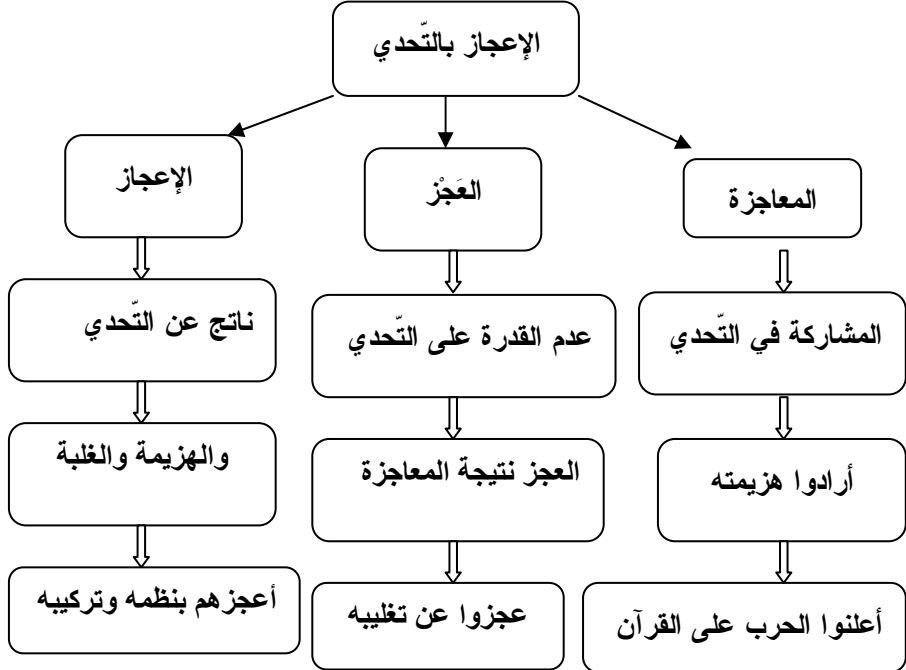 الإعجاز بالتّحدي
المعاجزة
العَجْز
الإعجاز
المشاركة في التّحدي
عدم القدرة على التّحدي
ناتج عن التّحدي
أرادوا هزيمته
العجز نتيجة المعاجزة
والهزيمة والغلبة
أعلنوا الحرب على القرآن
عجزوا عن تغليبه
أعجزهم بنظمه وتركيبه